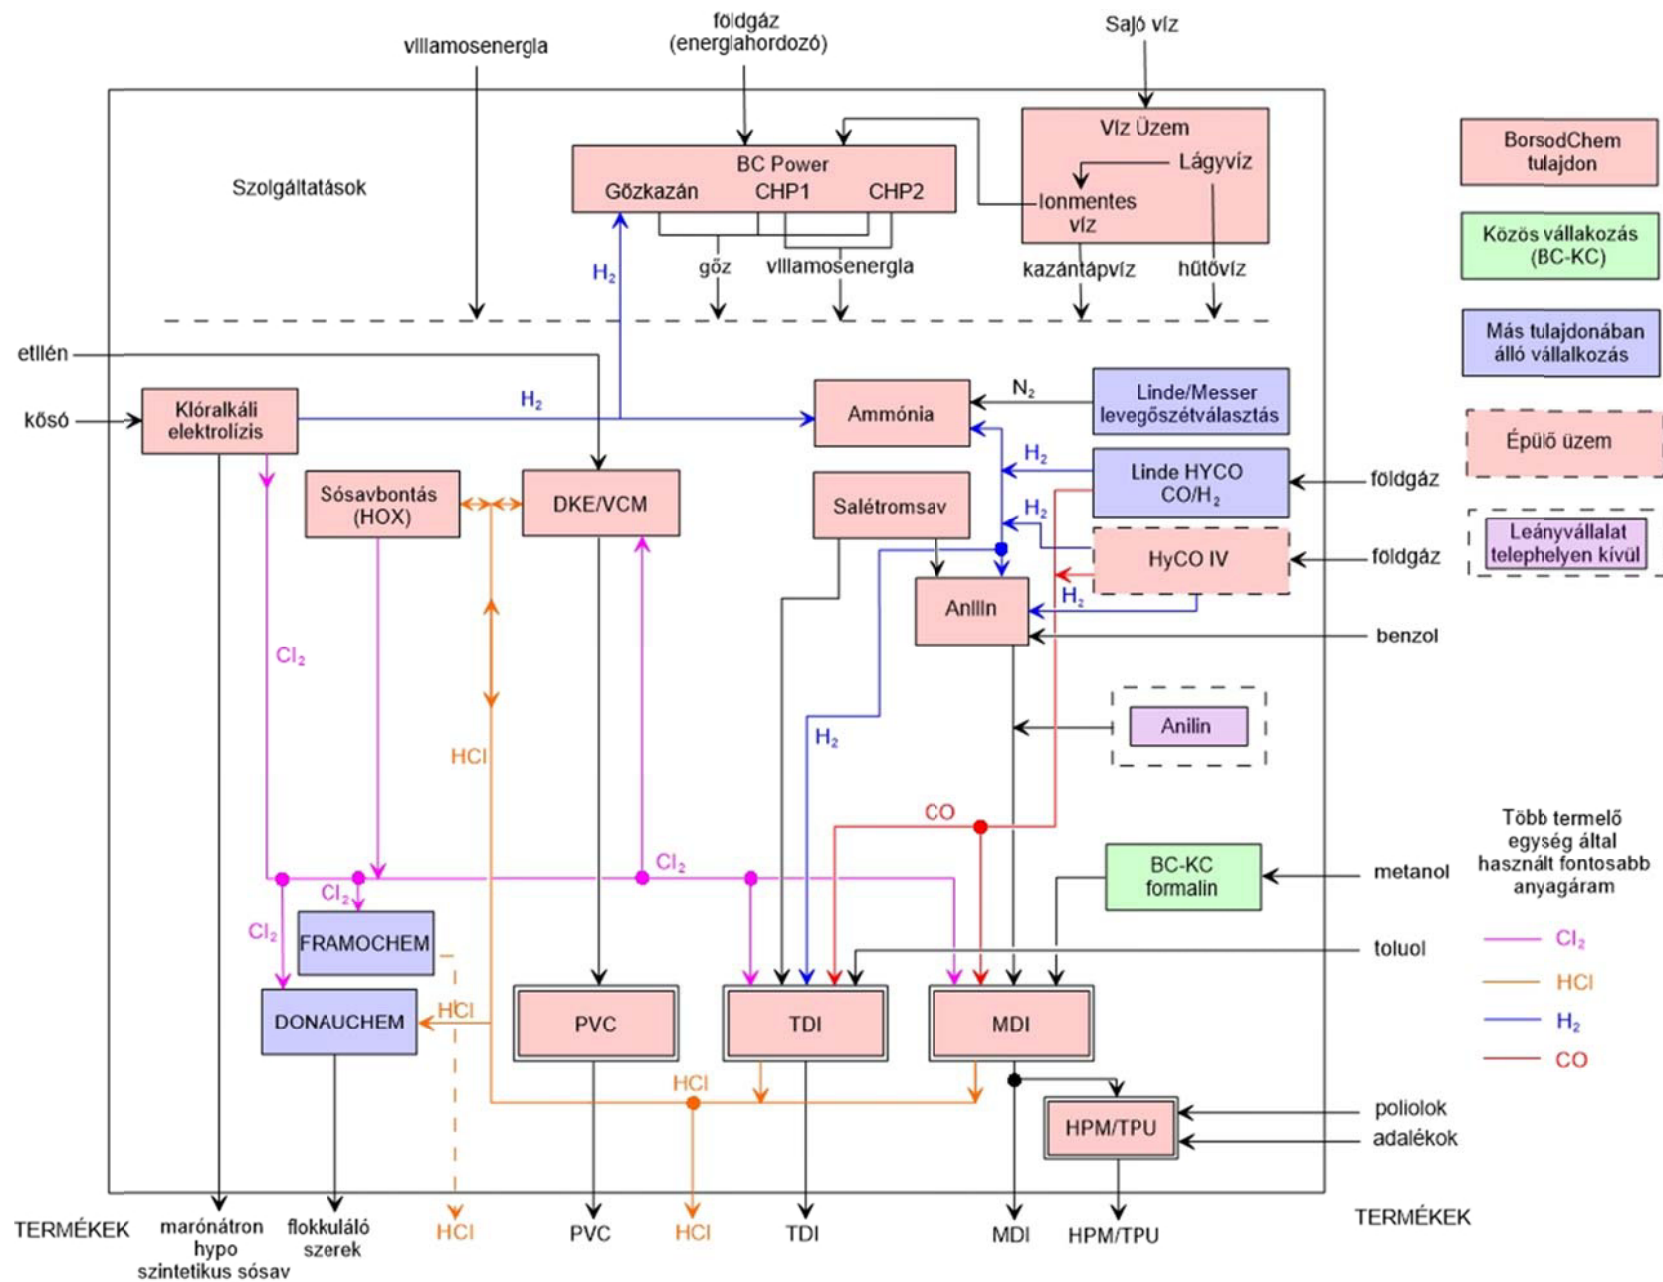 villamosenergia
földgáz
(energiahordozó)
Sajó víz
Víz Üzem
Lágyvíz
Ionmentes
víz
BC Power
Gőzkazán CHP1 CHP2
Szolgáltatások
H₂
gőz
villamosenergia
kazántápvíz
hűtővíz
BorsodChem
tulajdon
Közös vállakozás
(BC-KC)
Más tulajdonában
álló vállalkozás
Épülő üzem
Leányvállalat
telephelyen kívül
etilén
kősó
Klóralkáli
elektrolízis
H₂
Ammónia
N₂
Linde/Messer
levegőszétválasztás
H₂
Linde HYCO
CO/H₂
földgáz
Sósavbontás
(HOX)
DKE/VCM
Salétromsav
H₂
HyCO IV
földgáz
H₂
Anilin
benzol
Cl₂
HCl
H₂
Anilin
CO
Cl₂
Cl₂
Cl₂
BC-KC
formalin
metanol
toluol
FRAMOCHEM
DONAUCHEM
HCl
PVC
TDI
MDI
HCl
HPM/TPU
poliolok
adalékok
Több termelő
egység által
használt fontosabb
anyagáram
Cl₂
HCl
H₂
CO
TERMÉKEK
marónátron
hypo
szintetikus sósav
flokkuláló
szerek
HCl
PVC
HCl
TDI
MDI
HPM/TPU
TERMÉKEK